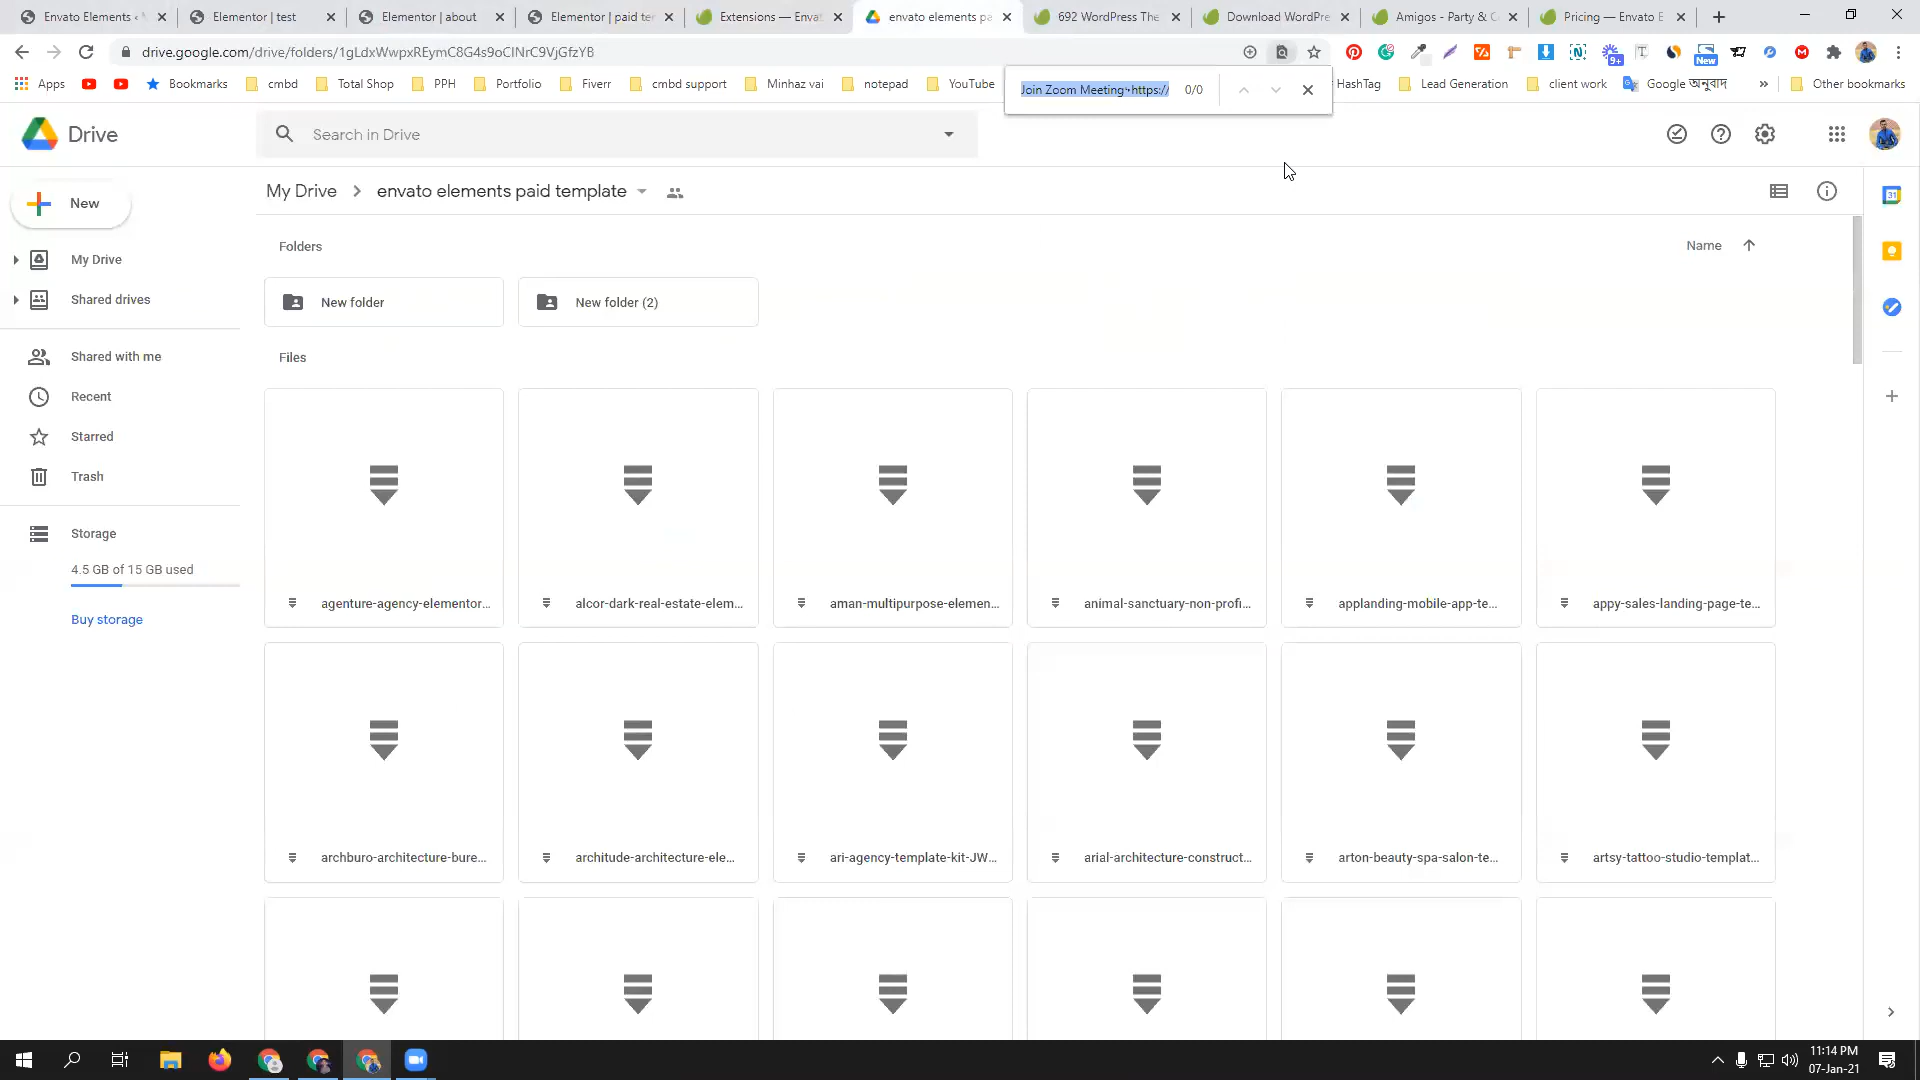 Envato Elements ‹ W
Elementor | test
Elementor | about
Elementor | paid ter
Extensions — Envat
envato elements pa
692 WordPress The
Download WordPre
Amigos - Party & C
Pricing — Envato E
drive.google.com/drive/folders/1gLdxWwpxREymC8G4s9oCINrC9VjGfzYB
9+
New
Apps
Bookmarks
cmbd
Total Shop
PPH
Portfolio
Fiverr
cmbd support
Minhaz vai
notepad
YouTube
HashTag
Lead Generation
client work
Google অনুবাদ
»
Other bookmarks
Join Zoom Meeting https://
0/0
Drive
Search in Drive
New
My Drive
envato elements paid template
31
Folders
Name
My Drive
Shared drives
New folder
New folder (2)
Shared with me
Files
Recent
Starred
Trash
Storage
4.5 GB of 15 GB used
Buy storage
agenture-agency-elementor...
alcor-dark-real-estate-elem...
aman-multipurpose-elemen...
animal-sanctuary-non-profi...
applanding-mobile-app-te...
appy-sales-landing-page-te...
archburo-architecture-bure...
architude-architecture-ele...
ari-agency-template-kit-JW...
arial-architecture-construct...
arton-beauty-spa-salon-te...
artsy-tattoo-studio-templat...
11:14 PM
07-Jan-21